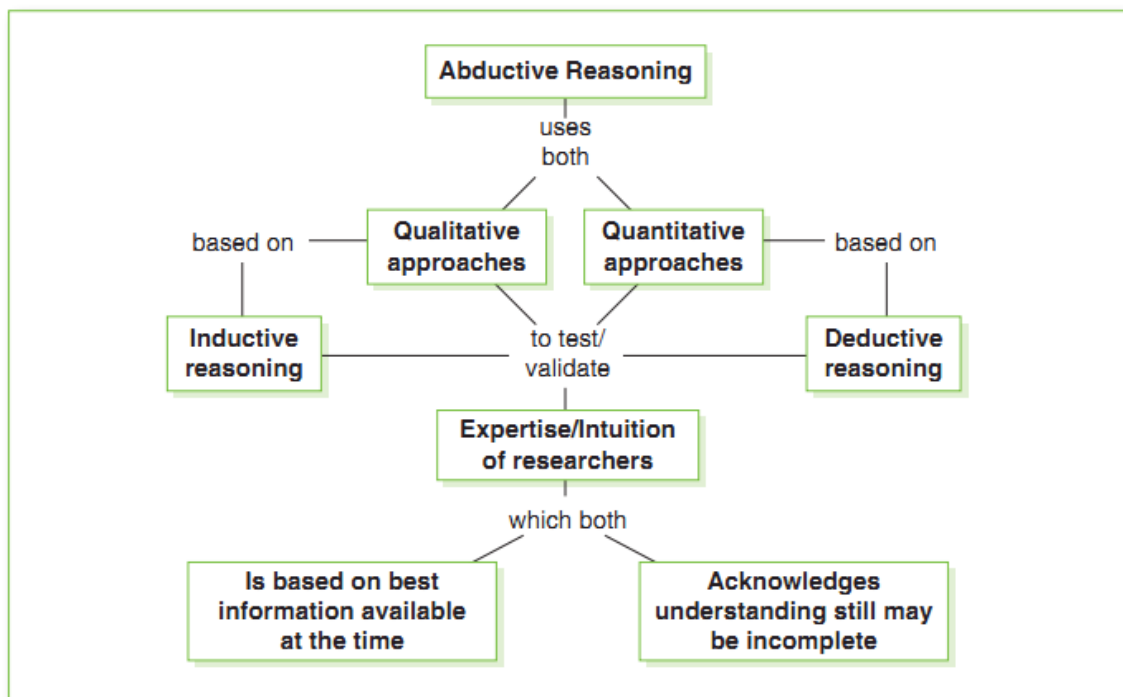 Abductive Reasoning
uses
both
Qualitative
approaches
Quantitative
approaches
based on
based on
Inductive
reasoning
to test/
validate
Deductive
reasoning
Expertise/Intuition
of researchers
which both
Is based on best
information available
at the time
Acknowledges
understanding still may
be incomplete